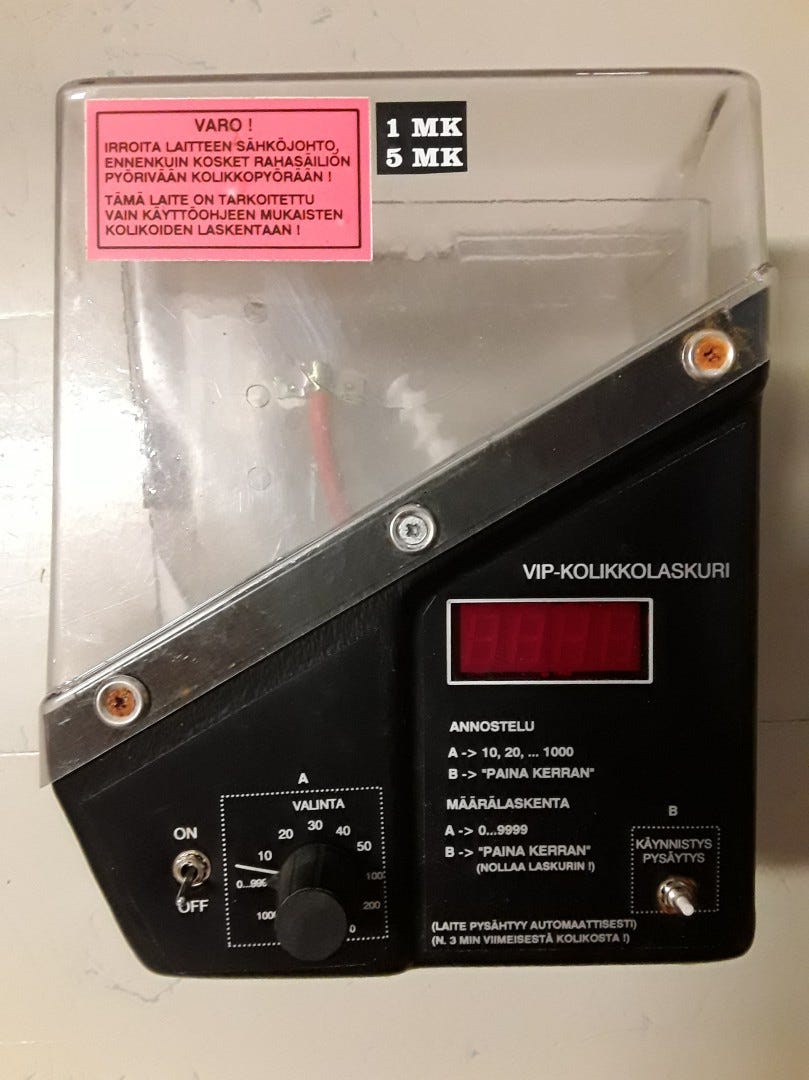 VARO !
IRROITA LAITTEEN SÄHKÖJOHTO,
ENNENKUIN KOSKET RAHASÄILIÖN
PYÖRIVÄÄN KOLIKKOPYÖRÄÄN !
TÄMÄ LAITE ON TARKOITETTU
VAIN KÄYTTÖOHJEEN MUKAISTEN
KOLIKOIDEN LASKENTAAN !
1 MK
5 MK
VIP-KOLIKKOLASKURI
ANNOSTELU
A -> 10, 20, ... 1000
B -> "PAINA KERRAN"
MÄÄRÄLASKENTA
A -> 0...9999
B -> "PAINA KERRAN"
(NOLLAA LASKURIN !)
(LAITE PYSÄHTYY AUTOMAATTISESTI)
(N. 3 MIN VIIMEISESTÄ KOLIKOSTA !)
B
KÄYNNISTYS
PYSÄYTYS
A
VALINTA
10
20
30
40
50
100
200
ON
OFF